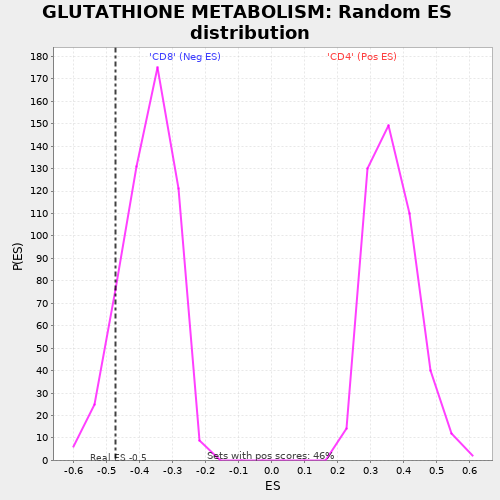 GLUTATHIONE METABOLISM: Random ES
distribution
'CD8' (Neg ES)
'CD4' (Pos ES)
180
170
160
150
140
130
120
110
100
90
80
70
60
50
40
30
20
10
0
P(ES)
Real ES -0.5
Sets with pos scores: 46%
-0.6 -0.5 -0.4 -0.3 -0.2 -0.1 0.0 0.1 0.2 0.3 0.4 0.5 0.6
ES